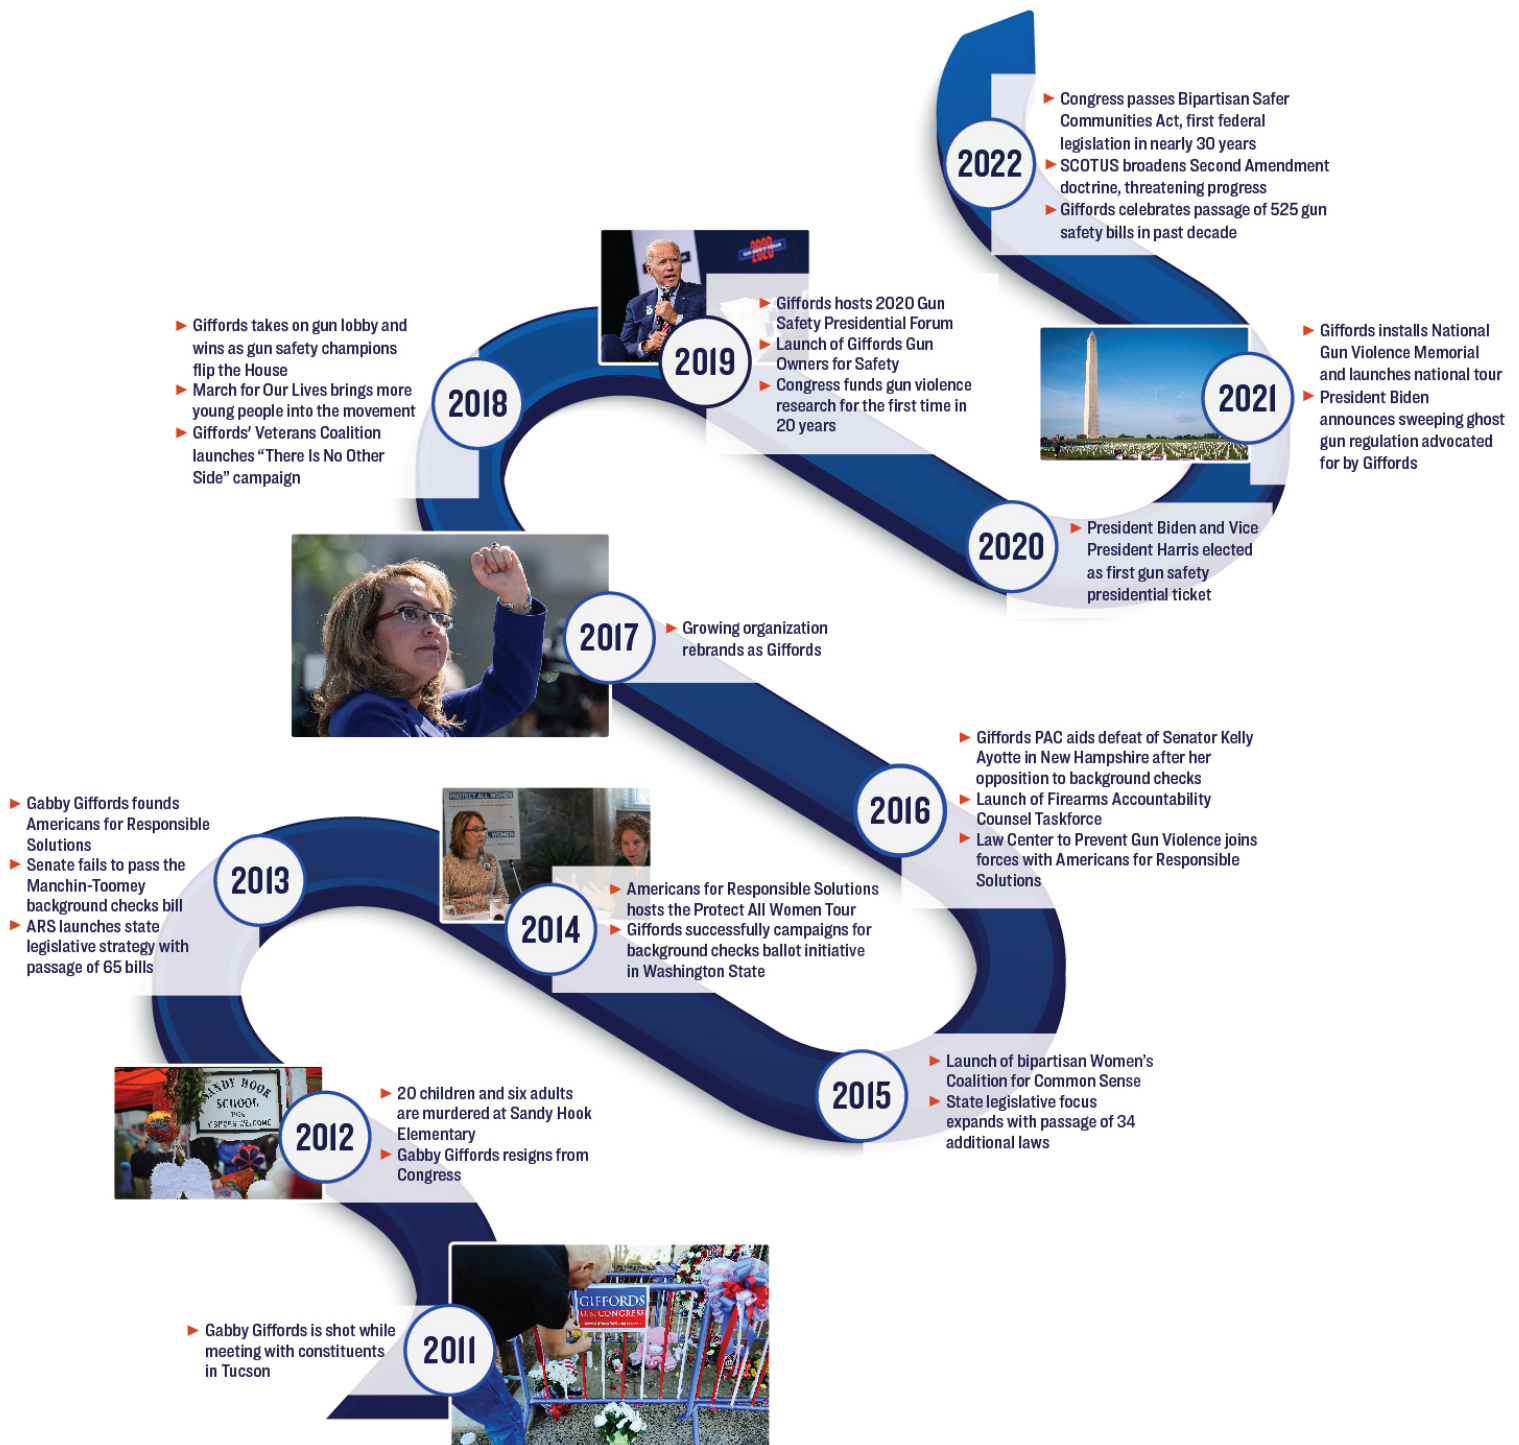 Congress passes Bipartisan Safer
Communities Act, first federal
legislation in nearly 30 years
SCOTUS broadens Second Amendment
doctrine, threatening progress
Giffords celebrates passage of 525 gun
safety bills in past decade
2022
2020
Giffords hosts 2020 Gun
Safety Presidential Forum
Launch of Giffords Gun
Owners for Safety
Congress funds gun violence
research for the first time in
20 years
2019
Giffords takes on gun lobby and
wins as gun safety champions
flip the House
March for Our Lives brings more
young people into the movement
Giffords’ Veterans Coalition
launches “There Is No Other
Side” campaign
2018
2021
Giffords installs National
Gun Violence Memorial
and launches national tour
President Biden
announces sweeping ghost
gun regulation advocated
for by Giffords
2020
President Biden and Vice
President Harris elected
as first gun safety
presidential ticket
2017
Growing organization
rebrands as Giffords
2016
Giffords PAC aids defeat of Senator Kelly
Ayotte in New Hampshire after her
opposition to background checks
Launch of Firearms Accountability
Counsel Taskforce
Law Center to Prevent Gun Violence joins
forces with Americans for Responsible
Solutions
Gabby Giffords founds
Americans for Responsible
Solutions
Senate fails to pass the
Manchin-Toomey
background checks bill
ARS launches state
legislative strategy with
passage of 65 bills
2013
PROTECT ALL WOMEN
WOMEN
2014
Americans for Responsible Solutions
hosts the Protect All Women Tour
Giffords successfully campaigns for
background checks ballot initiative
in Washington State
2015
Launch of bipartisan Women’s
Coalition for Common Sense
State legislative focus
expands with passage of 34
additional laws
SANDY HOOK
SCHOOL
2012
20 children and six adults
are murdered at Sandy Hook
Elementary
Gabby Giffords resigns from
Congress
Gabby Giffords is shot while
meeting with constituents
in Tucson
2011
GIFFORDS
U.S. CONGRESS